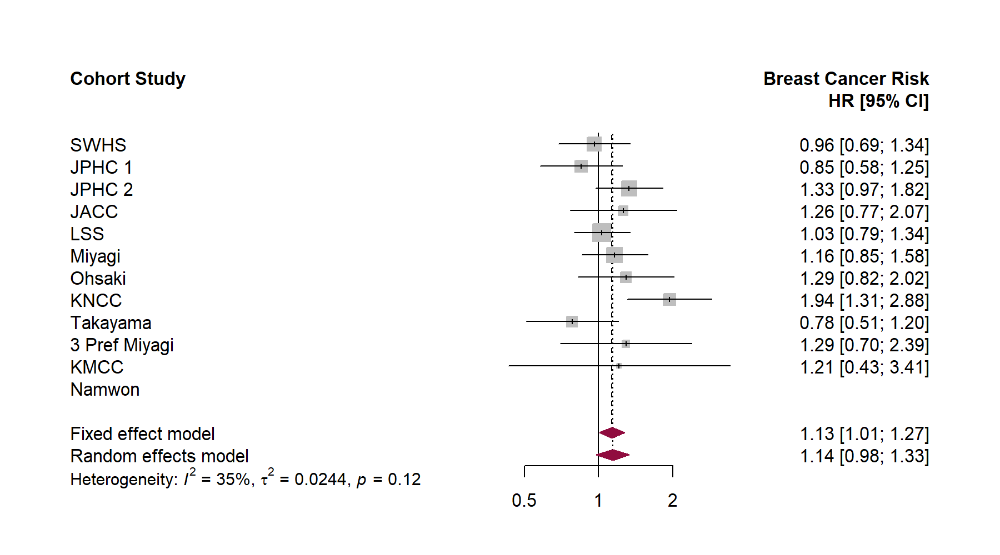 Cohort Study Breast Cancer Risk
HR [95% CI]
SWHS 0.96 [0.69; 1.34]
JPHC 1 0.85 [0.58; 1.25]
JPHC 2 1.33 [0.97; 1.82]
JACC 1.26 [0.77; 2.07]
LSS 1.03 [0.79; 1.34]
Miyagi 1.16 [0.85; 1.58]
Ohsaki 1.29 [0.82; 2.02]
KNCC 1.94 [1.31; 2.88]
Takayama 0.78 [0.51; 1.20]
3 Pref Miyagi 1.29 [0.70; 2.39]
KMCC 1.21 [0.43; 3.41]
Namwon
Fixed effect model 1.13 [1.01; 1.27]
Random effects model 1.14 [0.98; 1.33]
Heterogeneity: I² = 35%, τ² = 0.0244, p = 0.12
0.5 1 2